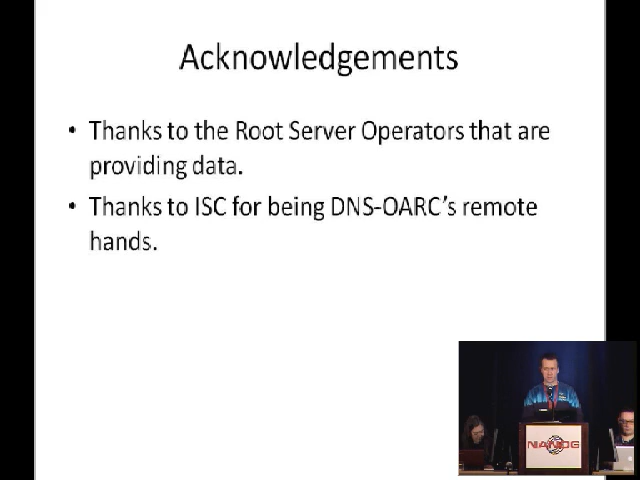 Acknowledgements
• Thanks to the Root Server Operators that are
providing data.
• Thanks to ISC for being DNS-OARC’s remote
hands.
NANOG